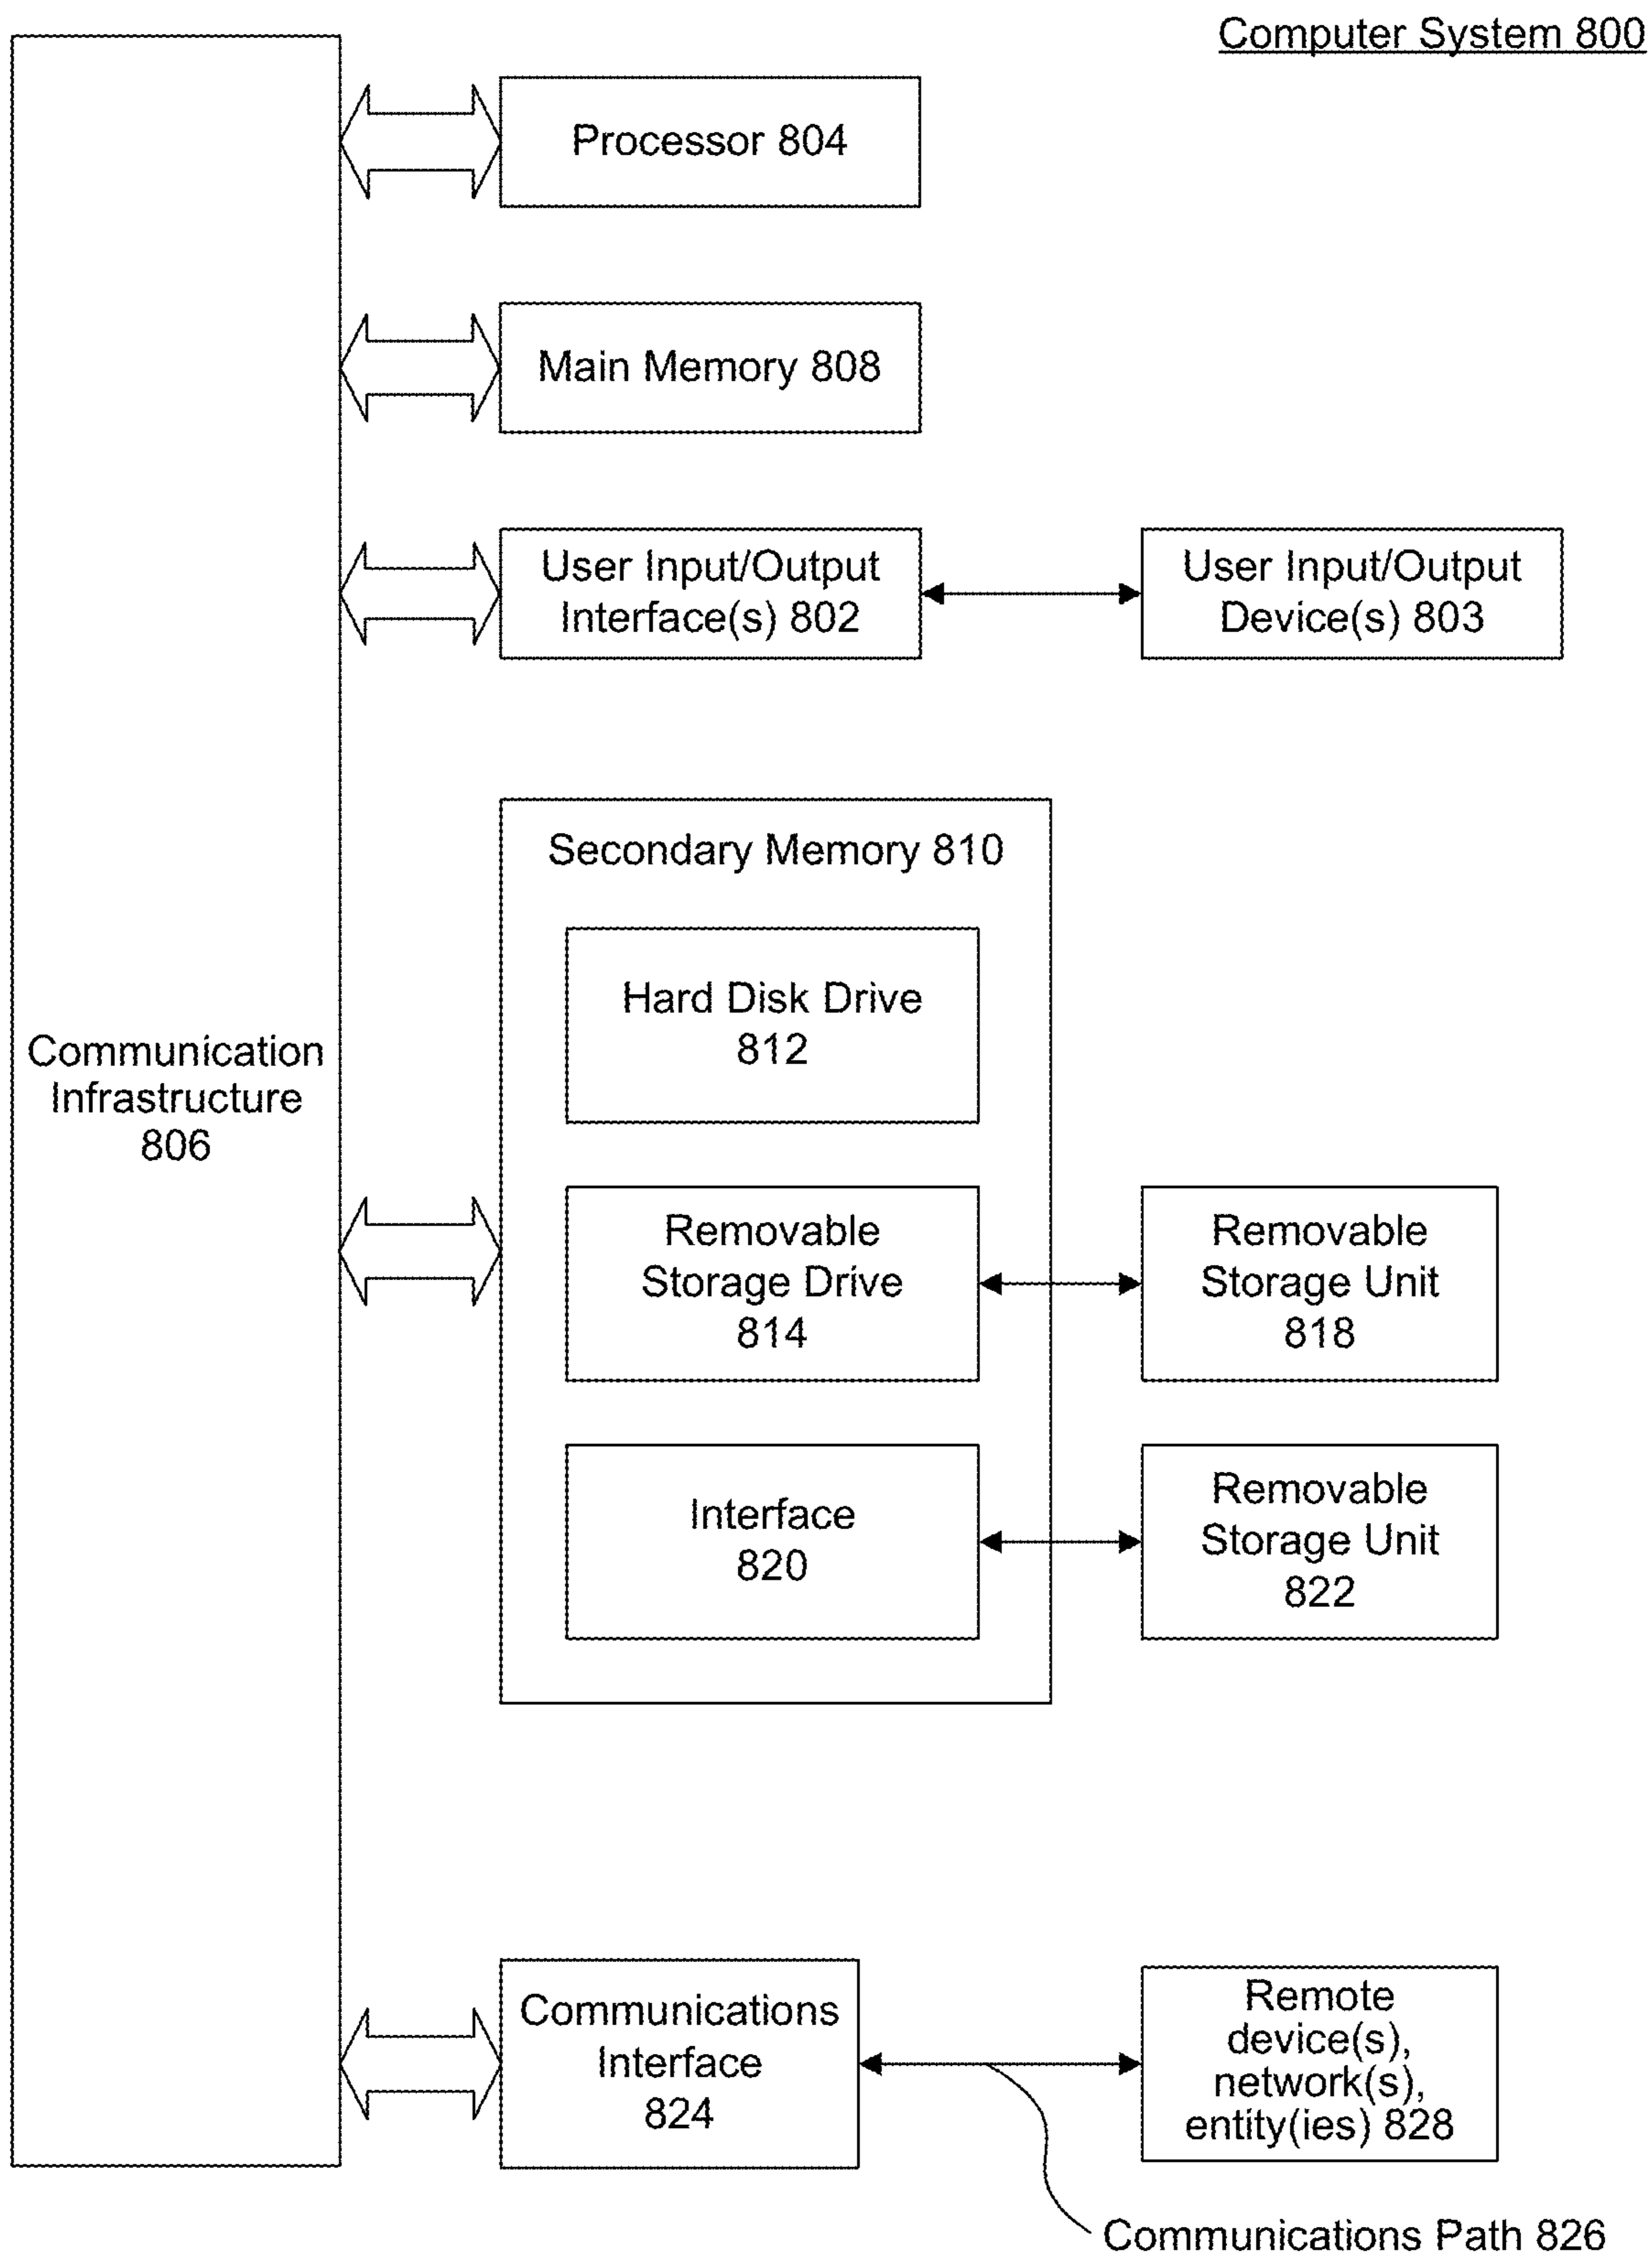 Computer System 800
Processor 804
Main Memory 808
User Input/Output
Interface(s) 802
User Input/Output
Device(s) 803
Secondary Memory 810
Hard Disk Drive
812
Communication
Infrastructure
806
Removable
Storage Drive
814
Removable
Storage Unit
818
Interface
820
Removable
Storage Unit
822
Communications
Interface
824
Remote
device(s),
network(s),
entity(ies) 828
Communications Path 826